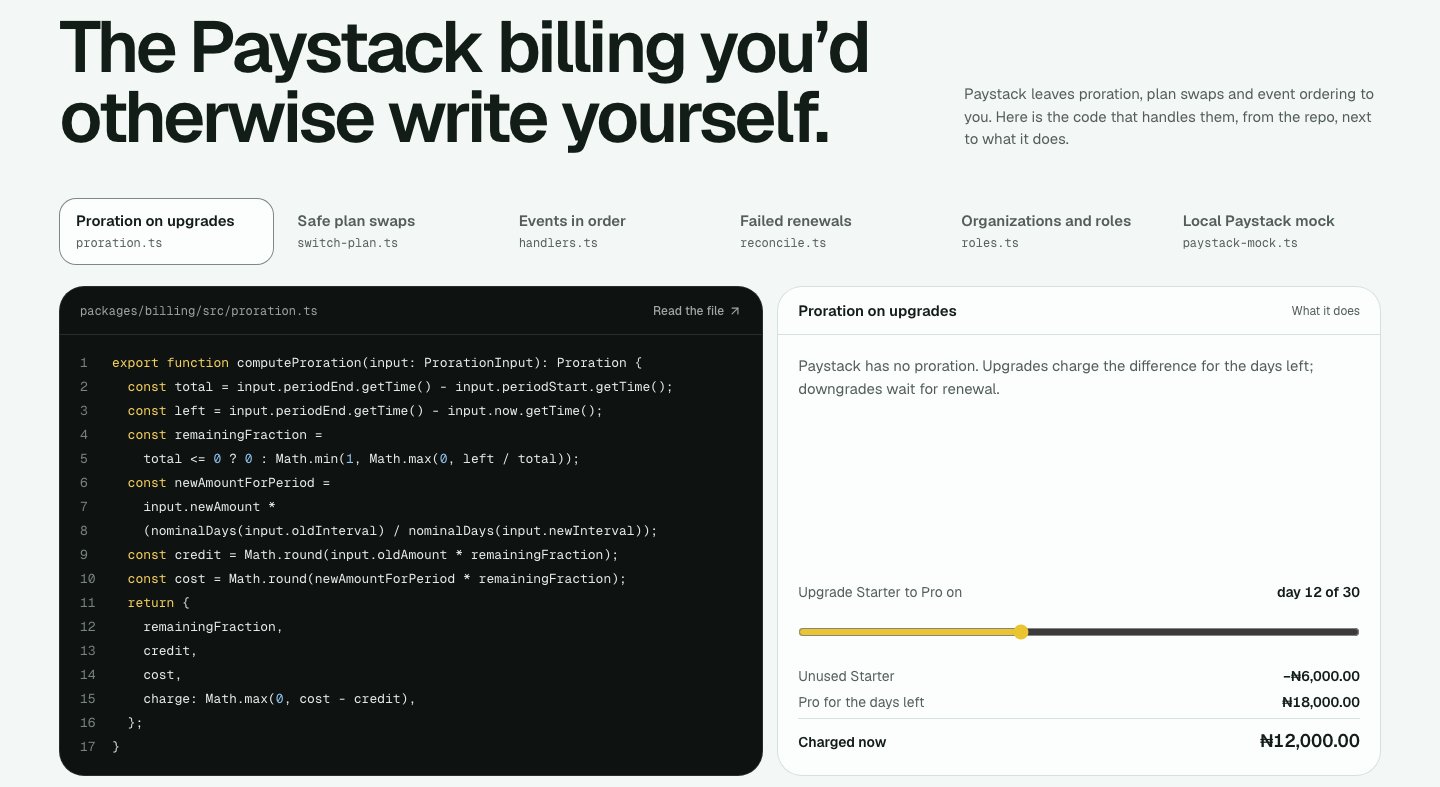 The Paystack billing you’d
otherwise write yourself.
Paystack leaves proration, plan swaps and event ordering to
you. Here is the code that handles them, from the repo, next
to what it does.
Proration on upgrades
proration.ts
Safe plan swaps
switch-plan.ts
Events in order
handlers.ts
Failed renewals
reconcile.ts
Organizations and roles
roles.ts
Local Paystack mock
paystack-mock.ts
packages/billing/src/proration.ts
Read the file ↗
1 export function computeProration(input: ProrationInput): Proration {
2 const total = input.periodEnd.getTime() - input.periodStart.getTime();
3 const left = input.periodEnd.getTime() - input.now.getTime();
4 const remainingFraction =
5 total <= 0 ? 0 : Math.min(1, Math.max(0, left / total));
6 const newAmountForPeriod =
7 input.newAmount *
8 (nominalDays(input.oldInterval) / nominalDays(input.newInterval));
9 const credit = Math.round(input.oldAmount * remainingFraction);
10 const cost = Math.round(newAmountForPeriod * remainingFraction);
11 return {
12 remainingFraction,
13 credit,
14 cost,
15 charge: Math.max(0, cost - credit),
16 };
17 }
Proration on upgrades
What it does
Paystack has no proration. Upgrades charge the difference for the days left;
downgrades wait for renewal.
Upgrade Starter to Pro on
day 12 of 30
Unused Starter
−₦6,000.00
Pro for the days left
₦18,000.00
Charged now
₦12,000.00